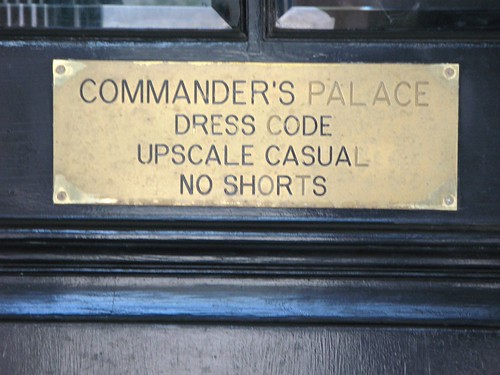 COMMANDER'S PALACE
DRESS CODE
UPSCALE CASUAL
NO SHORTS